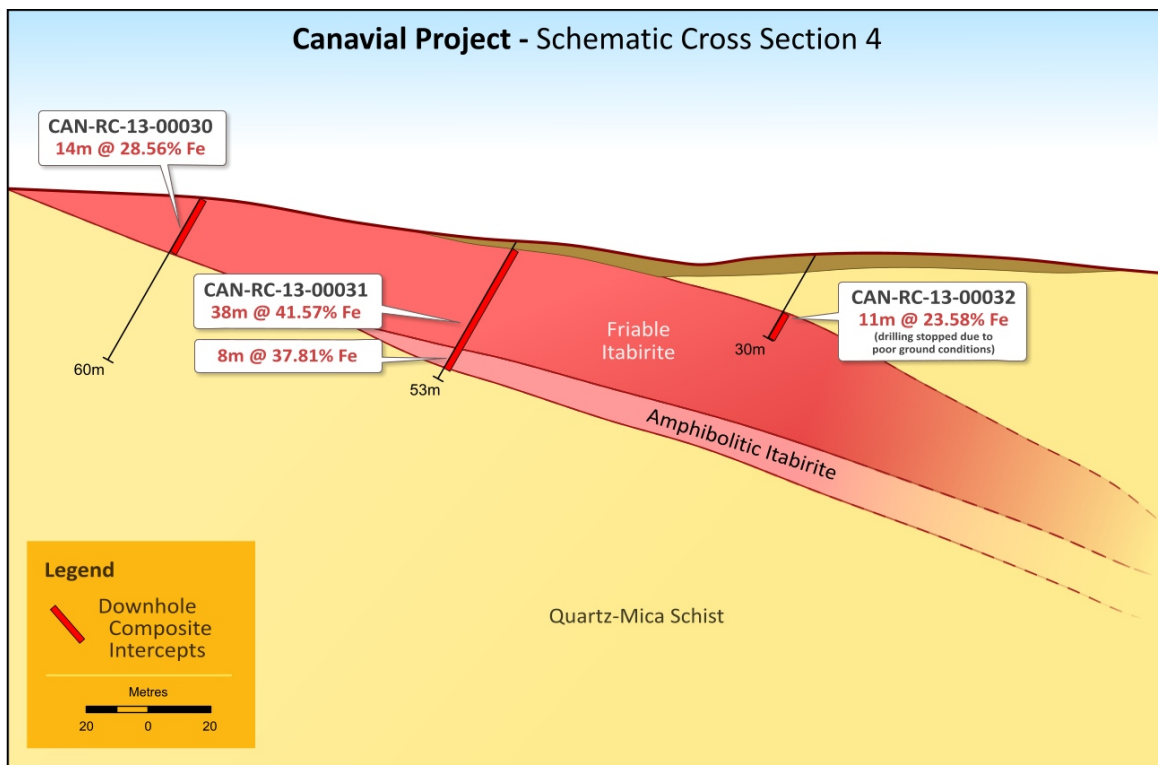 Canavial Project - Schematic Cross Section 4
CAN-RC-13-00030
14m @ 28.56% Fe
CAN-RC-13-00031
38m @ 41.57% Fe
8m @ 37.81% Fe
CAN-RC-13-00032
11m @ 23.58% Fe
(drilling stopped due to
poor ground conditions)
Friable
Itabirite
30m
60m
53m
Amphibolitic Itabirite
Quartz-Mica Schist
Legend
Downhole
Composite
Intercepts
Metres
20 0 20